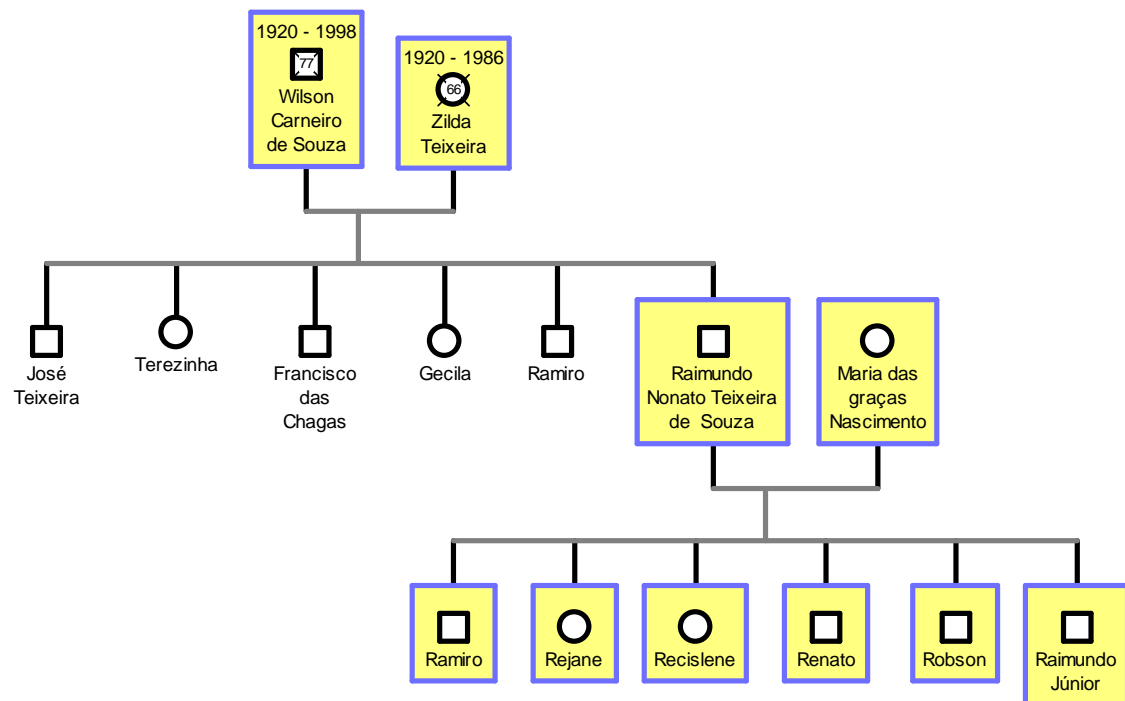 1920 - 1998
77
Wilson
Carneiro
de Souza
1920 - 1986
66
Zilda
Teixeira
José
Teixeira
Terezinha
Francisco
das
Chagas
Gecila
Ramiro
Raimundo
Nonato Teixeira
de Souza
Maria das
graças
Nascimento
Ramiro
Rejane
Recislene
Renato
Robson
Raimundo
Júnior